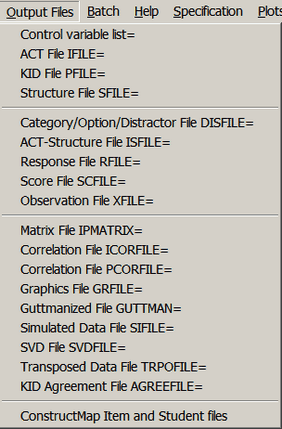 Output Files Batch Help Specification Plots
Control variable list=
ACT File IFILE=
KID File PFILE=
Structure File SFILE=
Category/Option/Distractor File DISFILE=
ACT-Structure File ISFILE=
Response File RFILE=
Score File SCFILE=
Observation File XFILE=
Matrix File IPMATRIX=
Correlation File ICORFILE=
Correlation File PCORFILE=
Graphics File GRFILE=
Guttmanized File GUTTMAN=
Simulated Data File SIFILE=
SVD File SVDFILE=
Transposed Data File TRPOFILE=
KID Agreement File AGREEFILE=
ConstructMap Item and Student files